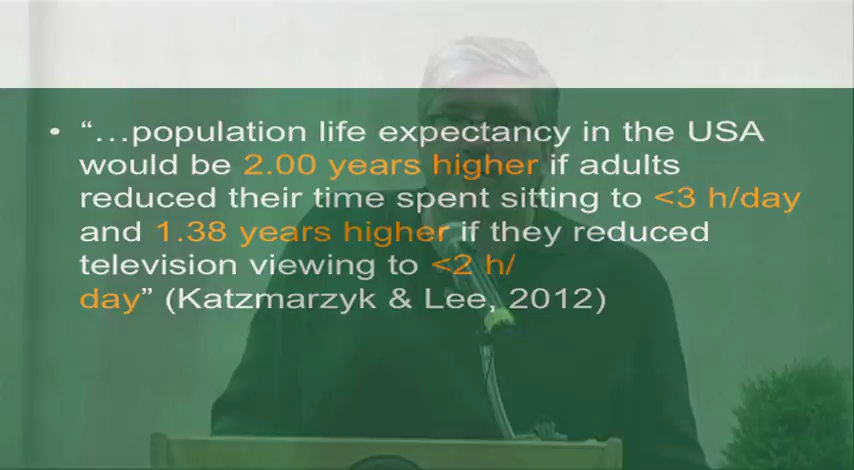 • “…population life expectancy in the USA
would be 2.00 years higher if adults
reduced their time spent sitting to <3 h/day
and 1.38 years higher if they reduced
television viewing to <2 h/
day” (Katzmarzyk & Lee, 2012)